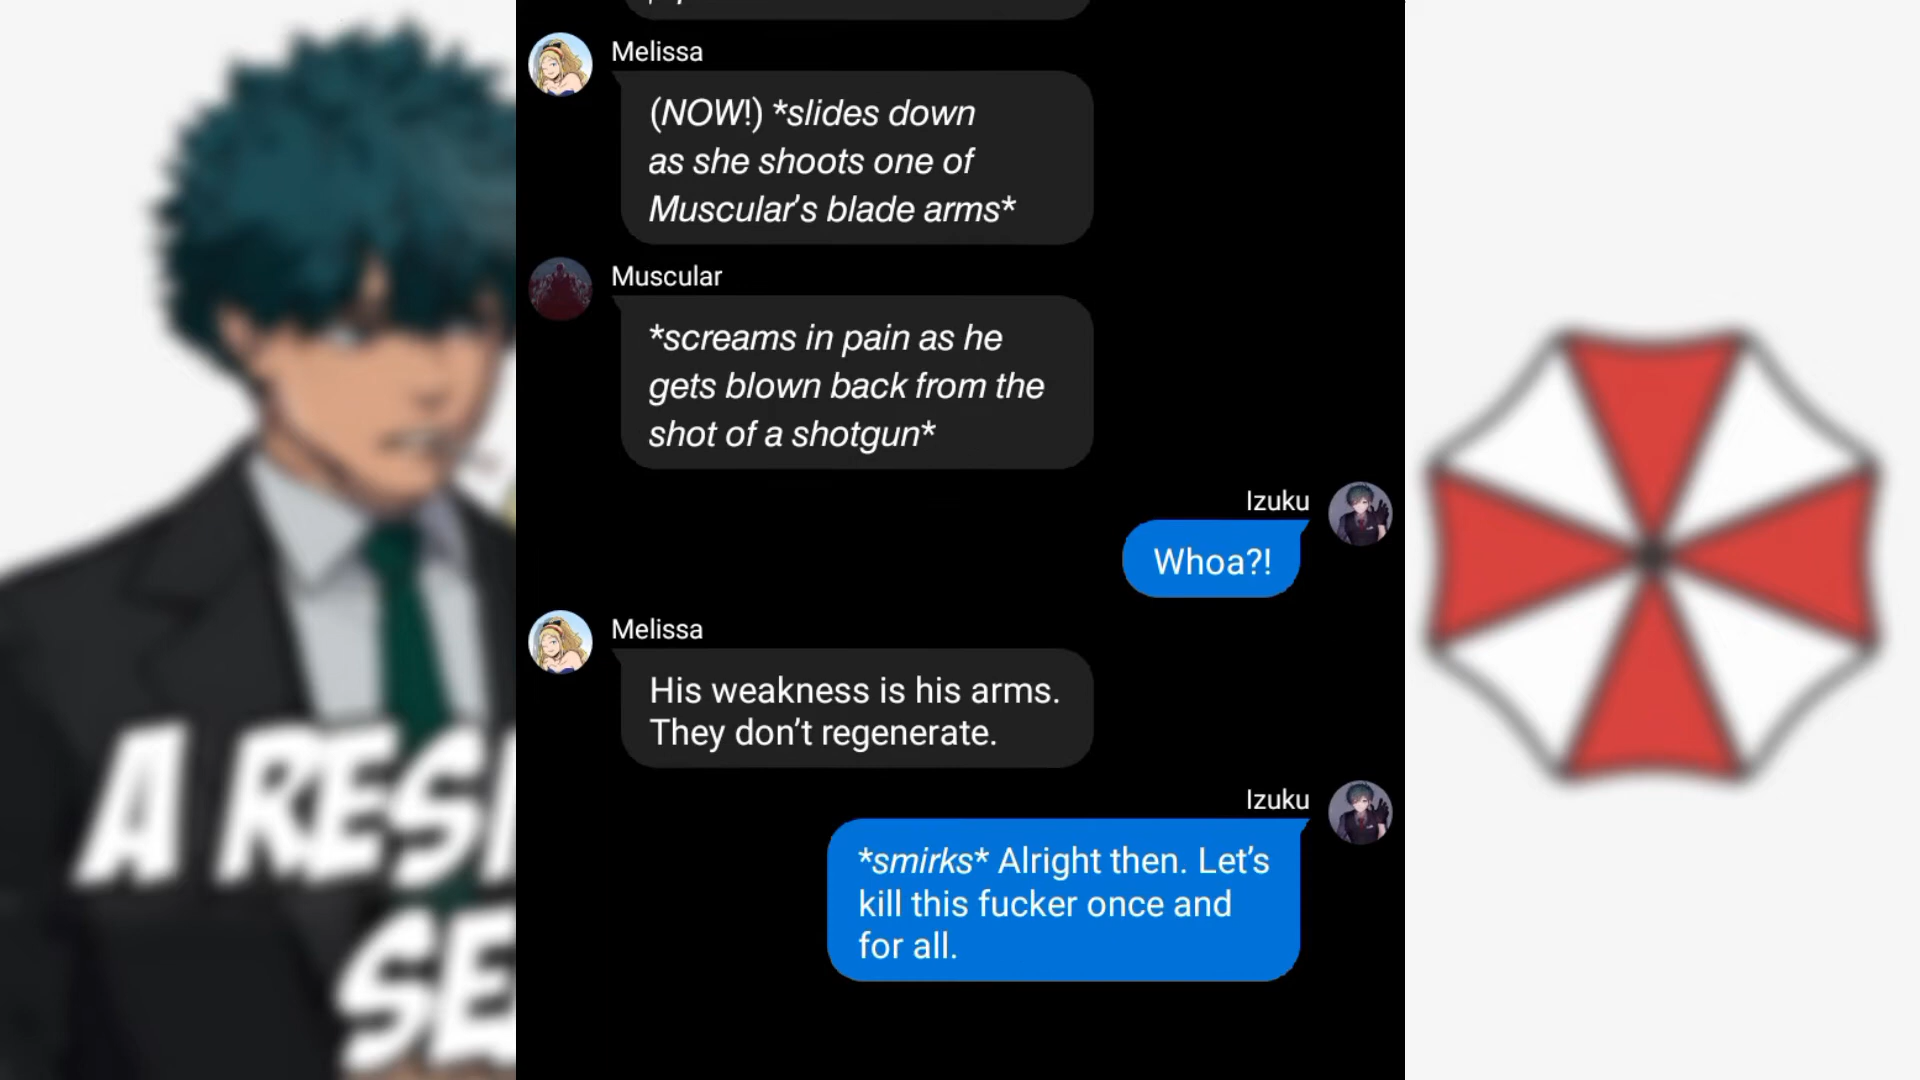 Melissa
(NOW!) *slides down
as she shoots one of
Muscular's blade arms*
Muscular
*screams in pain as he
gets blown back from the
shot of a shotgun*
Izuku
Whoa?!
Melissa
His weakness is his arms.
They don’t regenerate.
Izuku
*smirks* Alright then. Let’s
kill this fucker once and
for all.
A RESI
SE